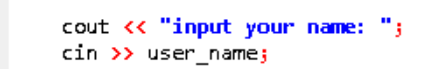 cout << "input your name: ";
cin >> user_name;